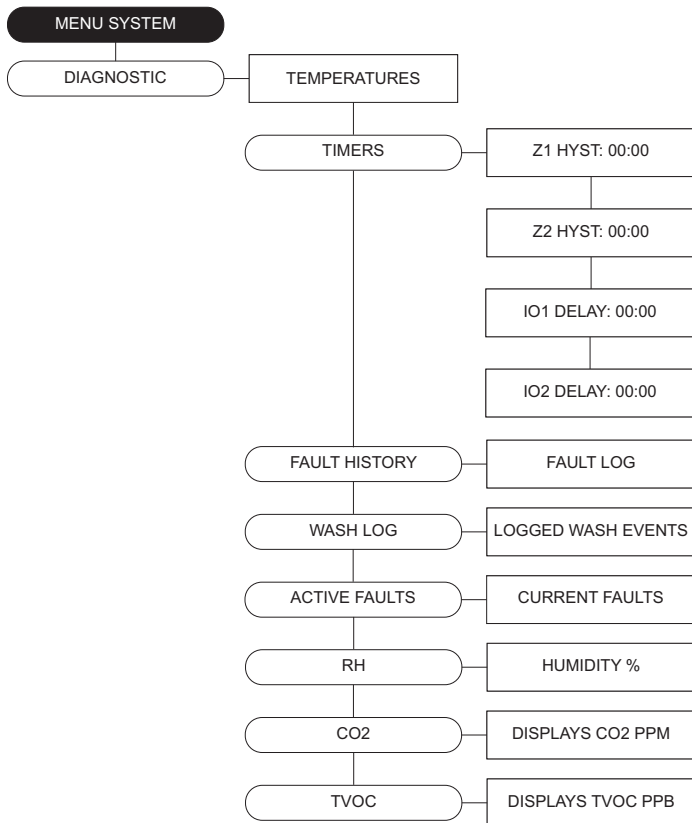 MENU SYSTEM
DIAGNOSTIC
TEMPERATURES
TIMERS
Z1 HYST: 00:00
Z2 HYST: 00:00
IO1 DELAY: 00:00
IO2 DELAY: 00:00
FAULT HISTORY
FAULT LOG
WASH LOG
LOGGED WASH EVENTS
ACTIVE FAULTS
CURRENT FAULTS
RH
HUMIDITY %
CO2
DISPLAYS CO2 PPM
TVOC
DISPLAYS TVOC PPB